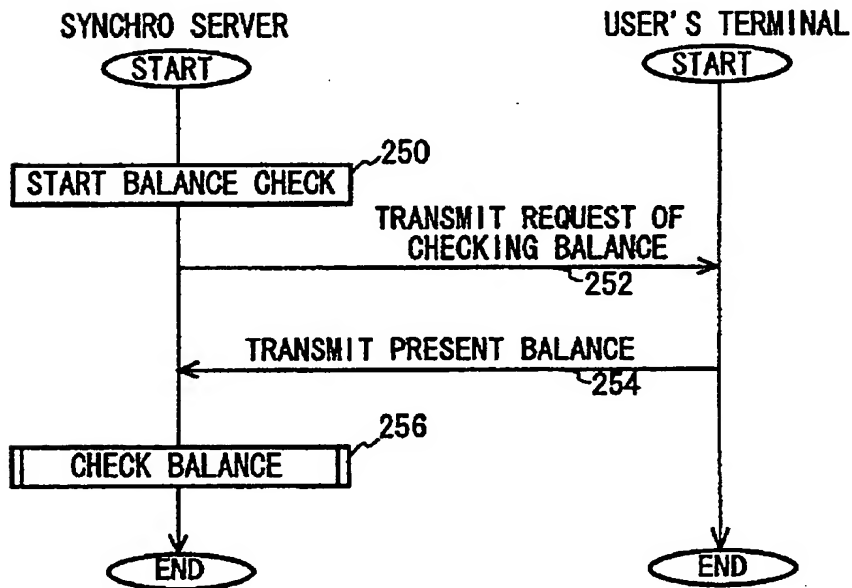 SYNCHRO SERVER
USER'S TERMINAL
START
START
250
START BALANCE CHECK
TRANSMIT REQUEST OF
CHECKING BALANCE
252
TRANSMIT PRESENT BALANCE
254
256
CHECK BALANCE
END
END